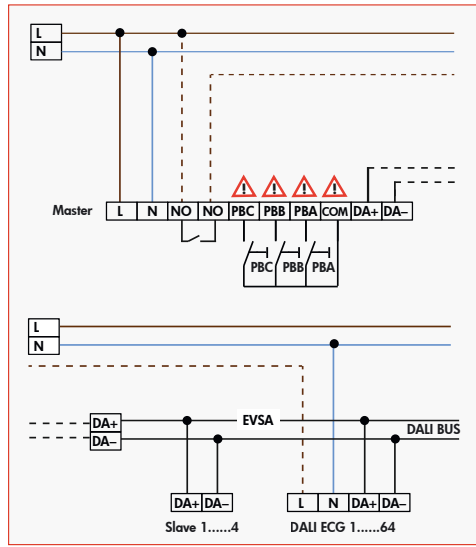 L
N
Master L N NO NO PBC PBB PBA COM DA+ DA–
PBC PBB PBA
L
N
DA+ EVSA
DA– DALI BUS
DA+ DA– L N DA+ DA–
Slave 1......4 DALI ECG 1......64